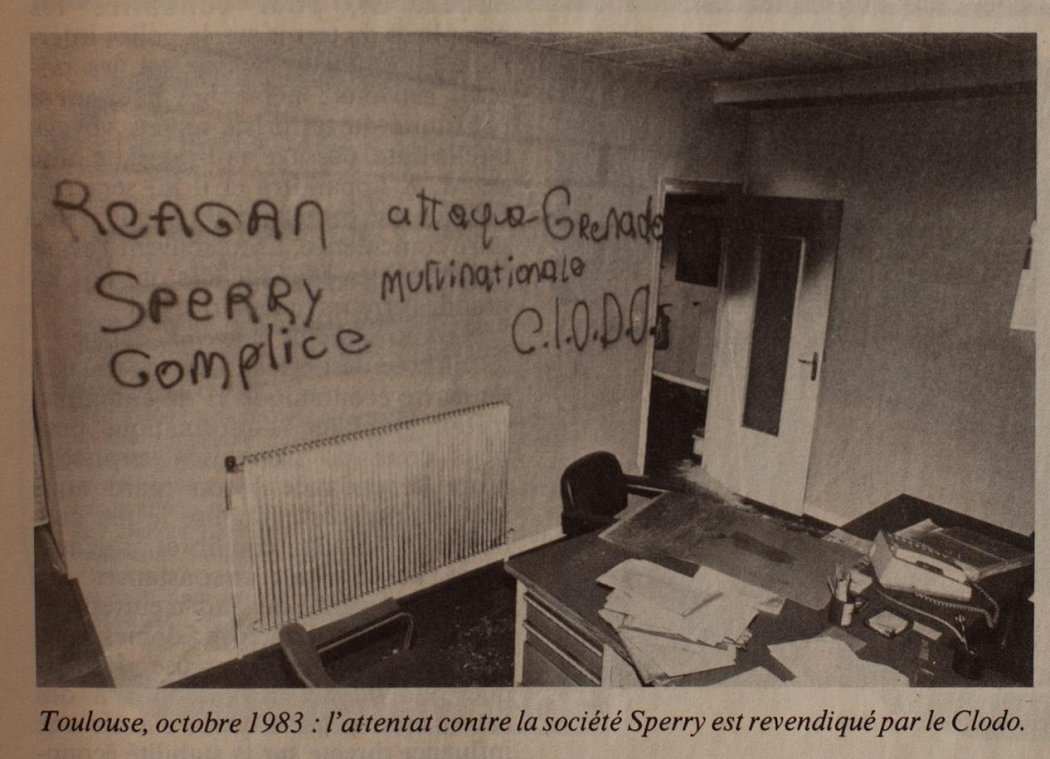 REAGAN attaque Grenade
SPERRY multinationale
complice C.l.O.D.O.
Toulouse, octobre 1983 : l'attentat contre la société Sperry est revendiqué par le Clodo.